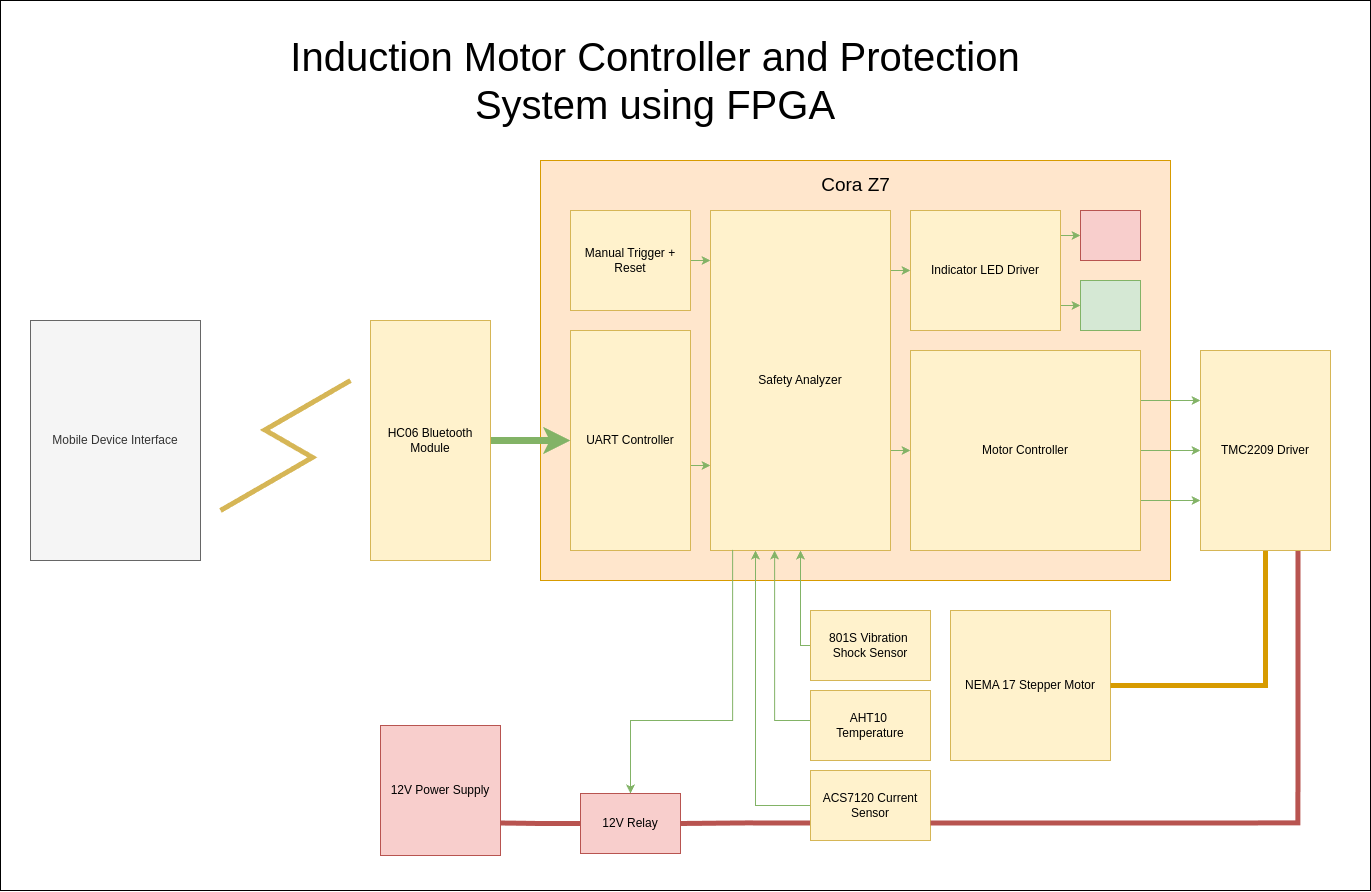 Induction Motor Controller and Protection
System using FPGA
Cora Z7
Manual Trigger +
Reset
Safety Analyzer
Indicator LED Driver
Mobile Device Interface
HC06 Bluetooth
Module
UART Controller
Motor Controller
TMC2209 Driver
801S Vibration
Shock Sensor
NEMA 17 Stepper Motor
AHT10
Temperature
12V Power Supply
12V Relay
ACS7120 Current
Sensor